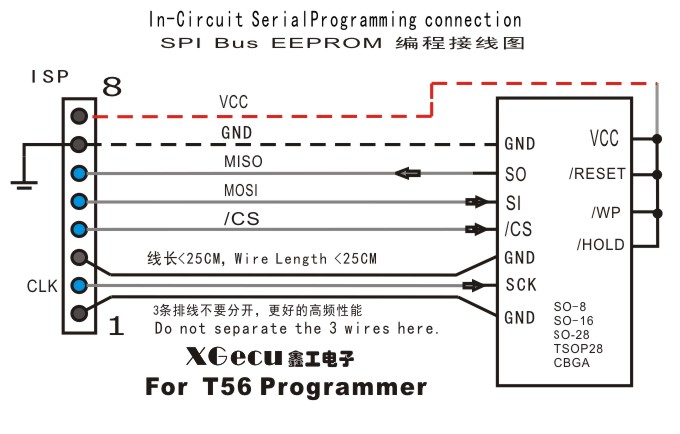 In-Circuit SerialProgramming connection
SPI Bus EEPROM 编程接线图
ISP
8
VCC
GND
MISO
MOSI
/CS
线长<25CM, Wire Length <25CM
CLK
3条排线不要分开，更好的高频性能
1
Do not separate the 3 wires here.
XGecu 鑫工电子
For T56 Programmer
GND
SO
SI
/CS
GND
SCK
GND
VCC
/RESET
/WP
/HOLD
SO-8
SO-16
SO-28
TSOP28
CBGA